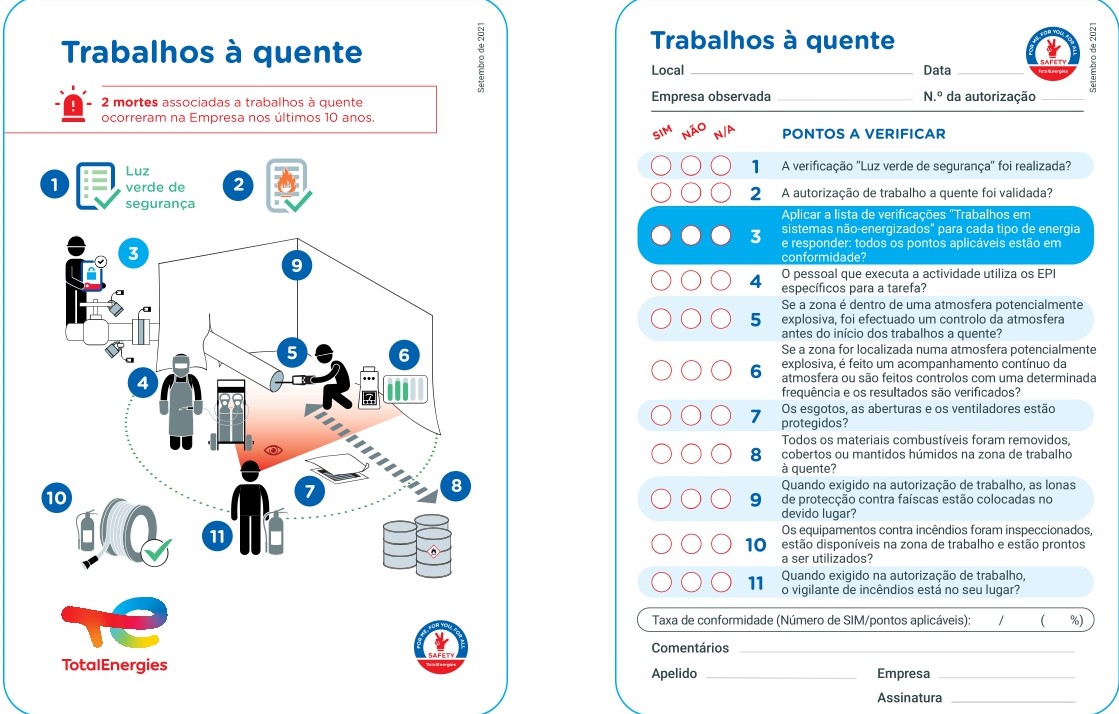 Trabalhos à quente
Setembro de 2021
2 mortes associadas a trabalhos à quente
ocorreram na Empresa nos últimos 10 anos.
1
Luz
verde de
segurança
2
3
9
5
6
4
7
8
10
11
TotalEnergies
FOR ME, FOR YOU, FOR ALL
SAFETY
TotalEnergies
Trabalhos à quente
FOR ME, FOR YOU, FOR ALL
SAFETY
TotalEnergies
Setembro de 2021
Local
Data
Empresa observada
N.º da autorização
SIM NÃO N/A PONTOS A VERIFICAR
1 A verificação “Luz verde de segurança” foi realizada?
2 A autorização de trabalho a quente foi validada?
3 Aplicar a lista de verificações “Trabalhos em
sistemas não-energizados” para cada tipo de energia
e responder: todos os pontos aplicáveis estão em
conformidade?
4 O pessoal que executa a actividade utiliza os EPI
específicos para a tarefa?
5 Se a zona é dentro de uma atmosfera potencialmente
explosiva, foi efectuado um controlo da atmosfera
antes do início dos trabalhos a quente?
6 Se a zona for localizada numa atmosfera potencialmente
explosiva, é feito um acompanhamento contínuo da
atmosfera ou são feitos controlos com uma determinada
frequência e os resultados são verificados?
7 Os esgotos, as aberturas e os ventiladores estão
protegidos?
8 Todos os materiais combustíveis foram removidos,
cobertos ou mantidos húmidos na zona de trabalho
à quente?
9 Quando exigido na autorização de trabalho, as lonas
de protecção contra faíscas estão colocadas no
devido lugar?
10 Os equipamentos contra incêndios foram inspeccionados,
estão disponíveis na zona de trabalho e estão prontos
a ser utilizados?
11 Quando exigido na autorização de trabalho,
o vigilante de incêndios está no seu lugar?
Taxa de conformidade (Número de SIM/pontos aplicáveis): / ( %)
Comentários
Apelido
Empresa
Assinatura